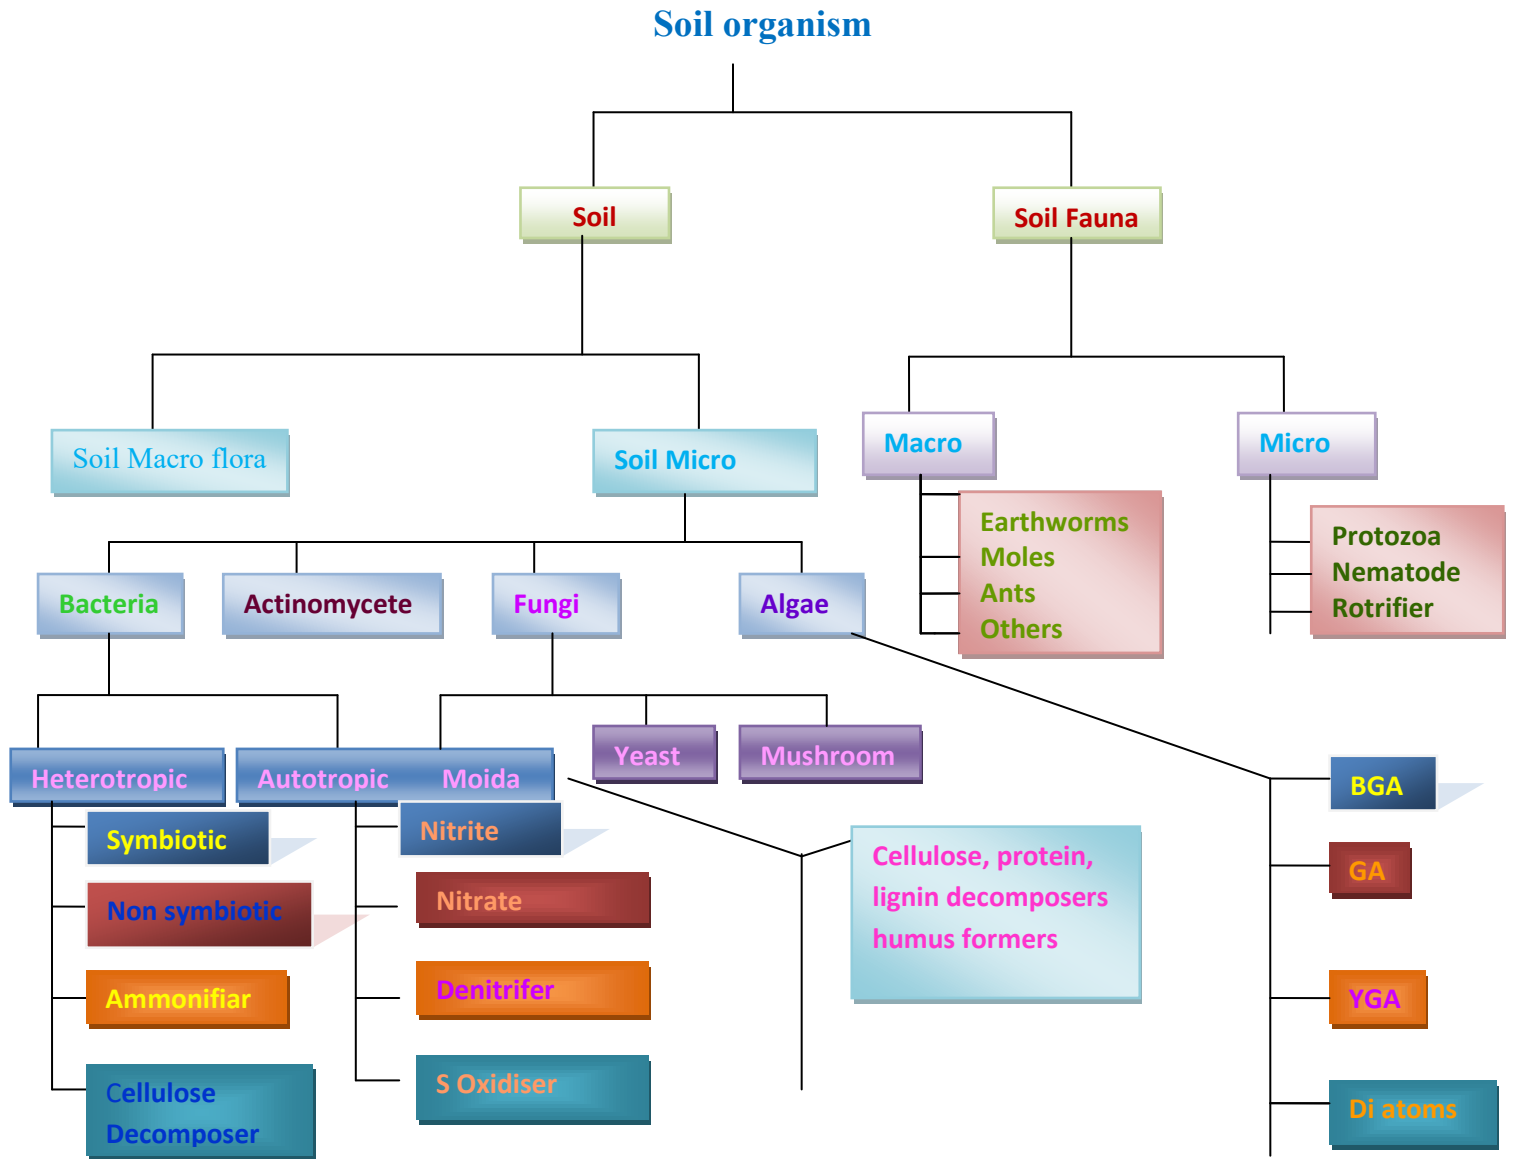 Soil organism
Soil
Soil Fauna
Soil Macro flora
Soil Micro
Macro
Micro
Earthworms
Moles
Ants
Others
Protozoa
Nematode
Rotrifier
Bacteria
Actinomycete
Fungi
Algae
Heterotropic
Autotropic
Moida
Yeast
Mushroom
Symbiotic
Non symbiotic
Ammonifiar
Cellulose
Decomposer
Nitrite
Nitrate
Denitrifer
S Oxidiser
Cellulose, protein,
lignin decomposers
humus formers
BGA
GA
YGA
Di atoms